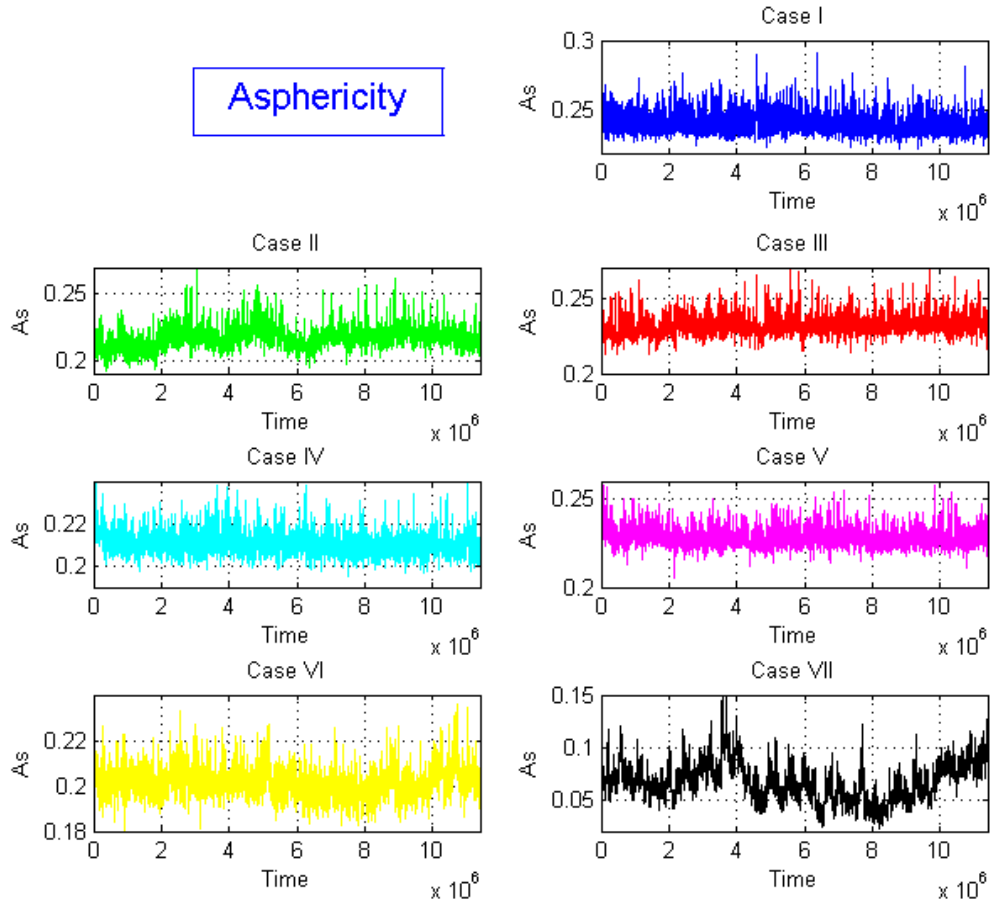 Asphericity
Case I
As
0.3
0.25
0 2 4 6 8 10
Time
x 10^6
Case II
As
0.25
0.2
0 2 4 6 8 10
Time
x 10^6
Case III
As
0.25
0.2
0 2 4 6 8 10
Time
x 10^6
Case IV
As
0.22
0.2
0 2 4 6 8 10
Time
x 10^6
Case V
As
0.25
0.2
0 2 4 6 8 10
Time
x 10^6
Case VI
As
0.22
0.2
0.18
0 2 4 6 8 10
Time
x 10^6
Case VII
As
0.15
0.1
0.05
0 2 4 6 8 10
Time
x 10^6